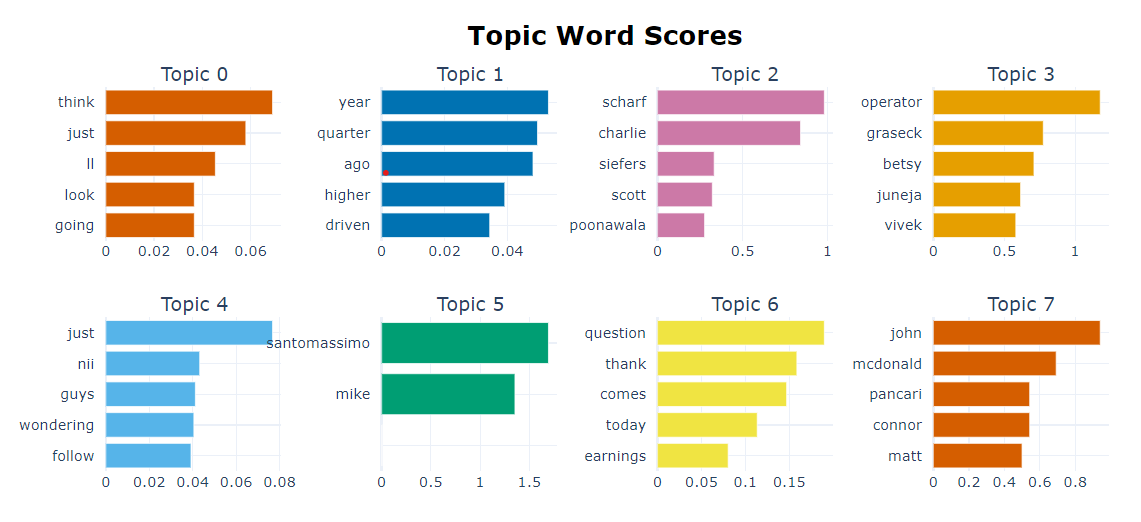 Topic Word Scores
Topic 0
think
just
ll
look
going
0 0.02 0.04 0.06
Topic 1
year
quarter
ago
higher
driven
0 0.02 0.04
Topic 2
scharf
charlie
siefers
scott
poonawala
0 0.5 1
Topic 3
operator
graseck
betsy
juneja
vivek
0 0.5 1
Topic 4
just
nii
guys
wondering
follow
0 0.02 0.04 0.06 0.08
Topic 5
santomassimo
mike
0 0.5 1 1.5
Topic 6
question
thank
comes
today
earnings
0 0.05 0.1 0.15
Topic 7
john
mcdonald
pancari
connor
matt
0 0.2 0.4 0.6 0.8